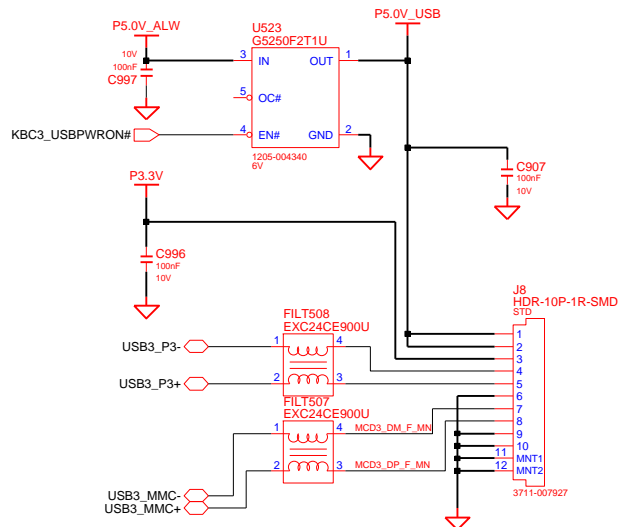 P5.0V_ALW
U523
G5250F2T1U
P5.0V_USB
10V
100nF
C997
3 IN
OUT 1
5 OC#
KBC3_USBPWRON#
4 EN#
GND 2
1205-004340
6V
C907
100nF
10V
P3.3V
C996
100nF
10V
J8
HDR-10P-1R-SMD
STD
FILT508
EXC24CE900U
USB3_P3-
1
4
USB3_P3+
2
3
FILT507
EXC24CE900U
1
4
MCD3_DM_F_MN
2
3
MCD3_DP_F_MN
USB3_MMC-
USB3_MMC+
1
2
3
4
5
6
7
8
9
10
11 MNT1
12 MNT2
3711-007927